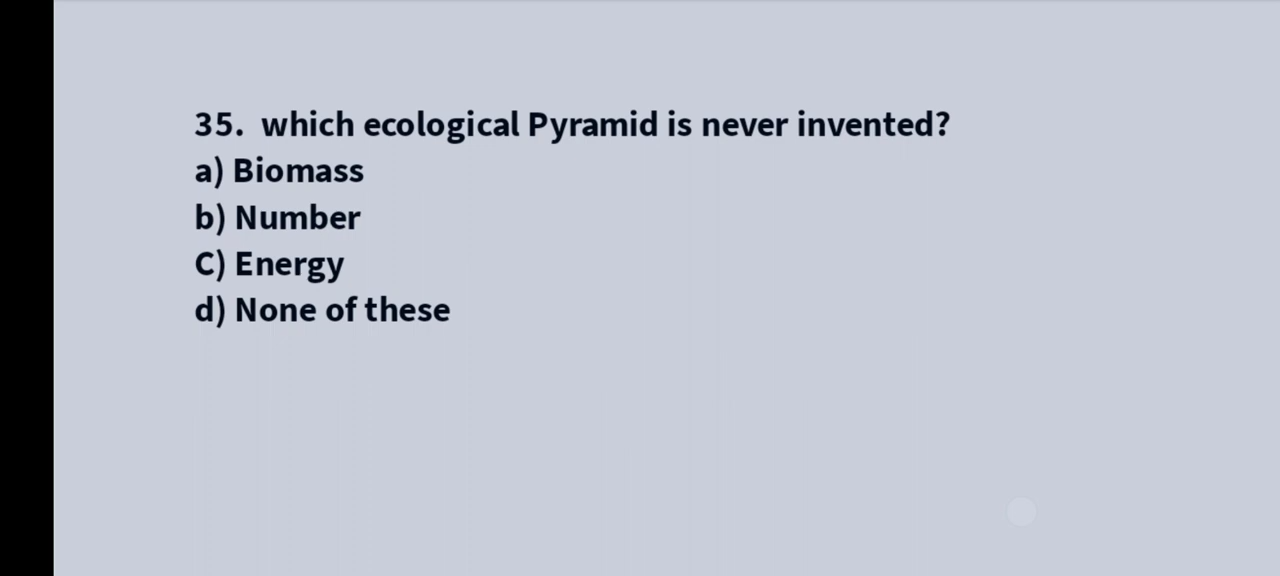 35. which ecological Pyramid is never invented?
a) Biomass
b) Number
C) Energy
d) None of these